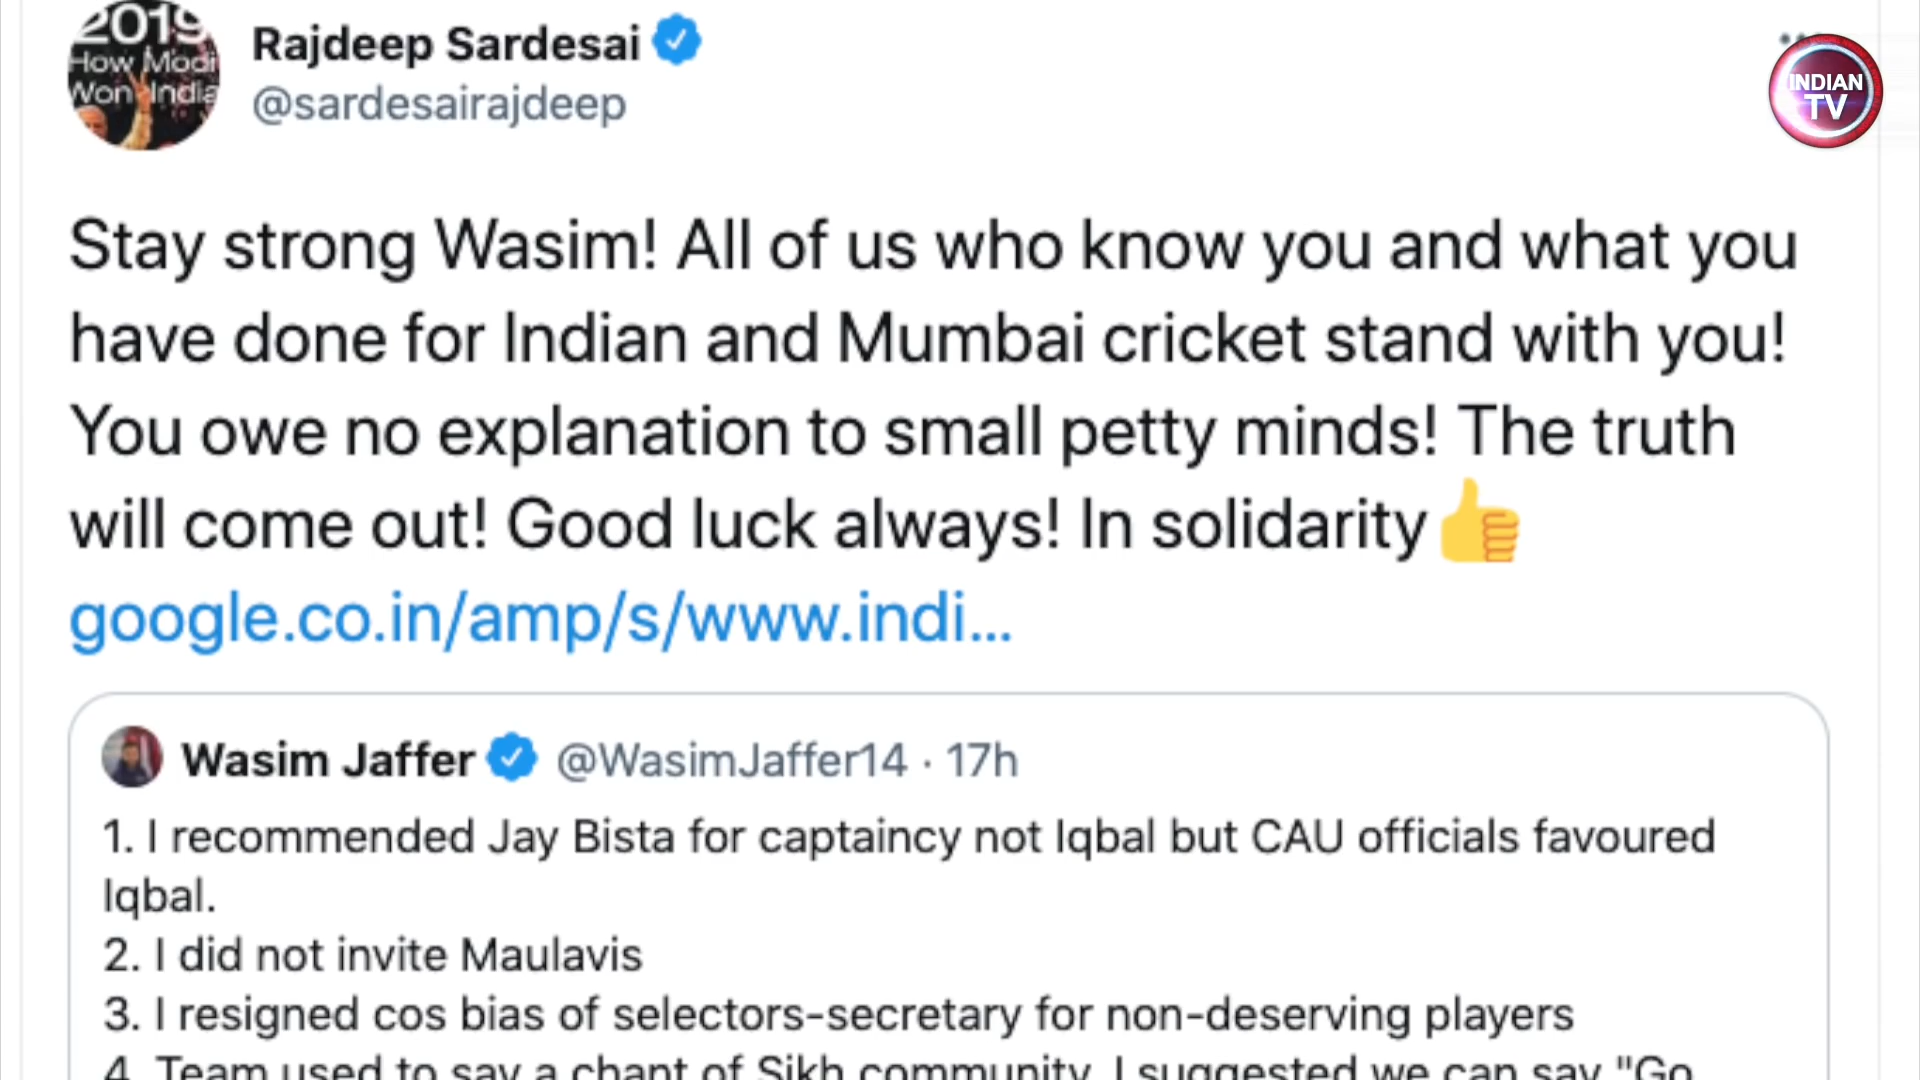 2019
How Modi
Won India
Rajdeep Sardesai
@sardesairajdeep
INDIAN
TV
Stay strong Wasim! All of us who know you and what you
have done for Indian and Mumbai cricket stand with you!
You owe no explanation to small petty minds! The truth
will come out! Good luck always! In solidarity👍
google.co.in/amp/s/www.indi...
Wasim Jaffer @WasimJaffer14 · 17h
1. I recommended Jay Bista for captaincy not Iqbal but CAU officials favoured
Iqbal.
2. I did not invite Maulavis
3. I resigned cos bias of selectors-secretary for non-deserving players
4. Team used to say a chant of Sikh community, I suggested we can say "Go